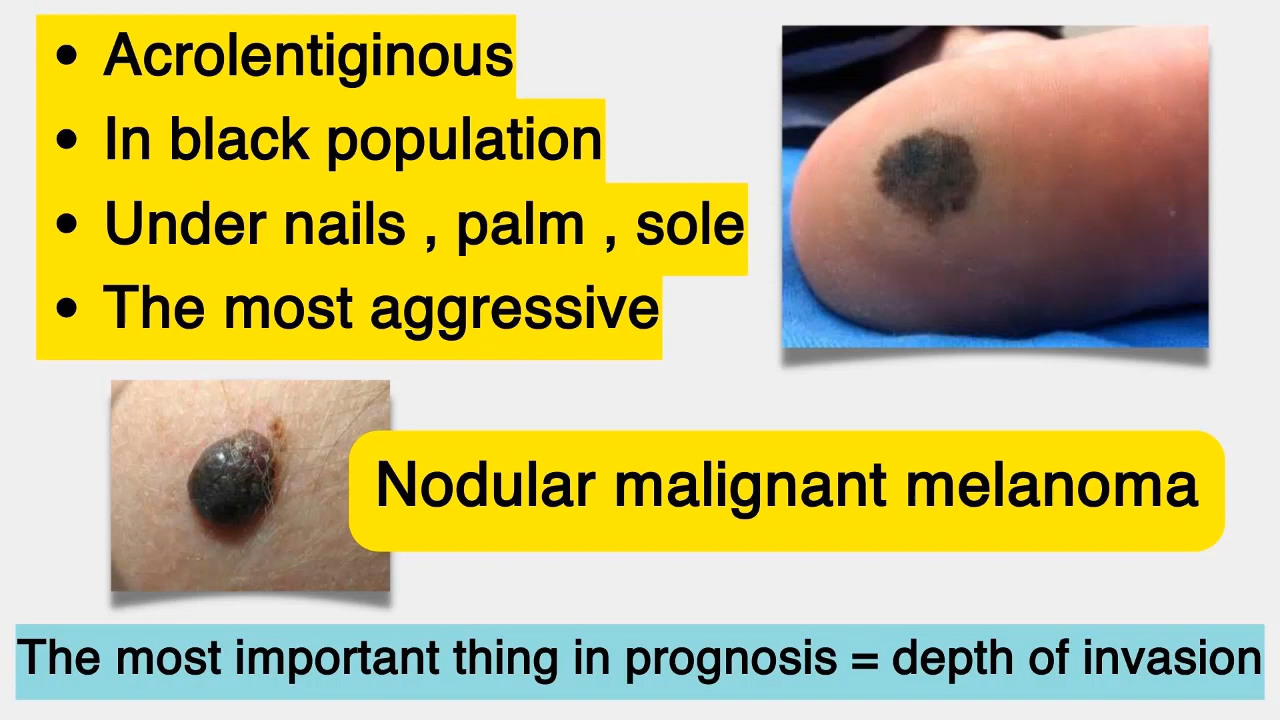 • Acrolentiginous
• In black population
• Under nails , palm , sole
• The most aggressive
Nodular malignant melanoma
The most important thing in prognosis = depth of invasion